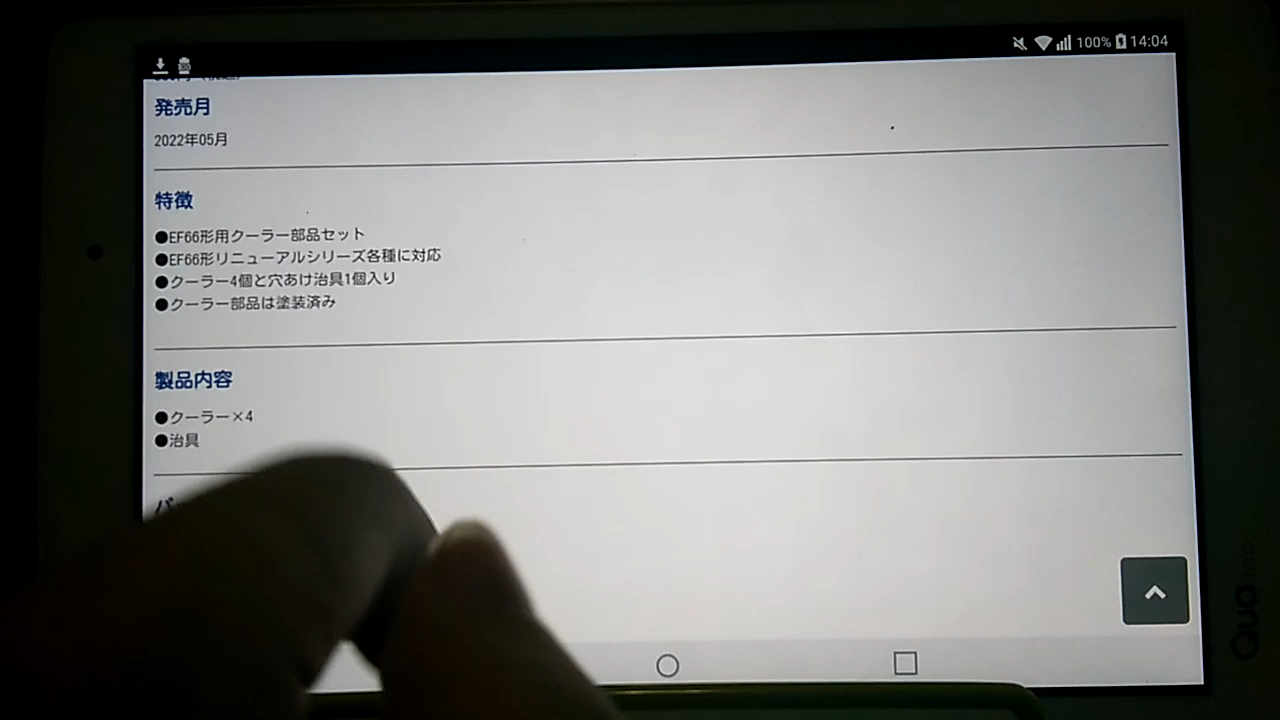 100% 14:04
発売月
2022年05月
特徴
●EF66形用クーラー部品セット
●EF66形リニューアルシリーズ各種に対応
●クーラー4個と穴あけ治具1個入り
●クーラー部品は塗装済み
製品内容
●クーラー×4
●治具
Qua